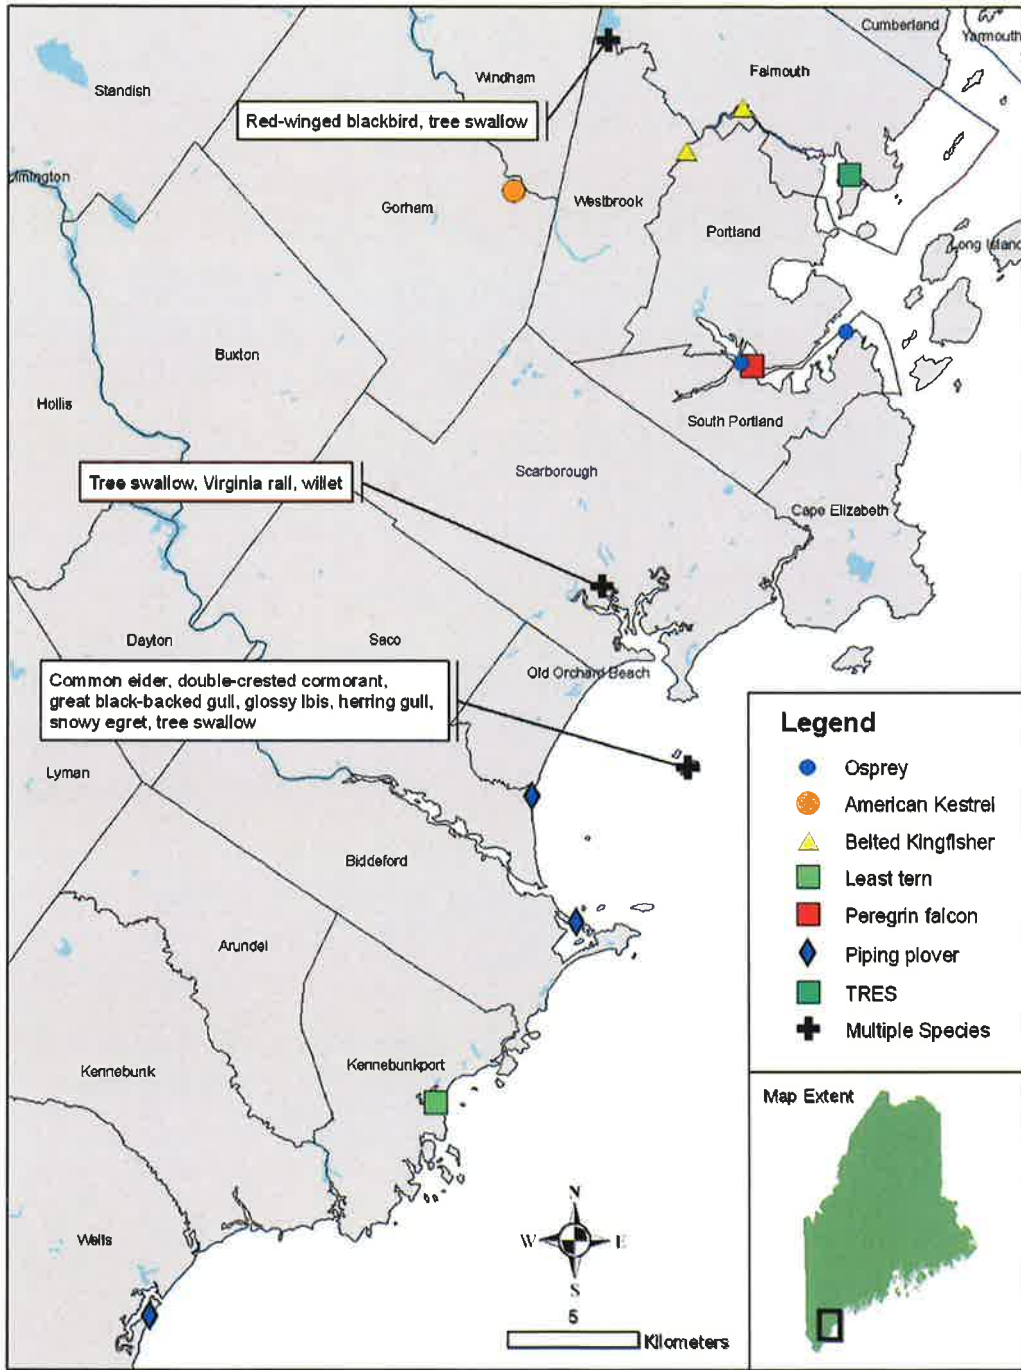 Cumberland
Yarmouth
Falmouth
Windham
Standish
Red-winged blackbird, tree swallow
Limington
Gorham
Westbrook
Portland
Long Island
Buxton
Hollis
South Portland
Scarborough
Tree swallow, Virginia rail, willet
Cape Elizabeth
Dayton
Saco
Old Orchard Beach
Common eider, double-crested cormorant,
great black-backed gull, glossy ibis, herring gull,
snowy egret, tree swallow
Lyman
Biddeford
Arundel
Kennebunk
Kennebunkport
Wells
N
W
E
S
5
Kilometers
Legend
Osprey
American Kestrel
Belted Kingfisher
Least tern
Peregrin falcon
Piping plover
TRES
Multiple Species
Map Extent